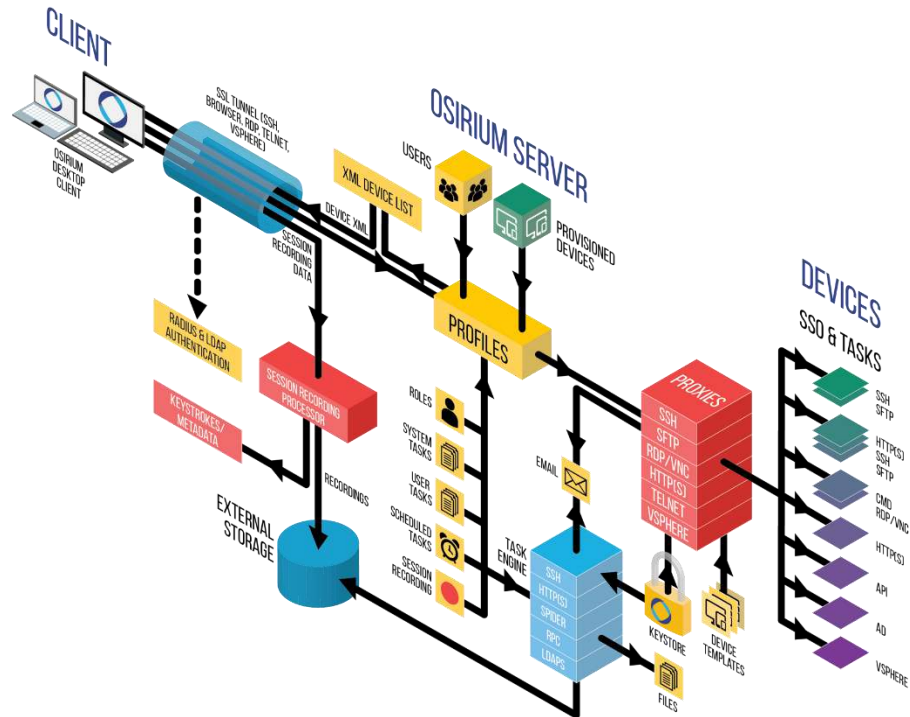 CLIENT
OSIRIUM
DESKTOP
CLIENT
SSL TUNNEL (SSH,
BROWSER, RDP, TELNET,
VSPHERE)
OSIRIUM SERVER
USERS
XML DEVICE LIST
DEVICE XML
PROVISIONED
DEVICES
SESSION
RECORDING
DATA
PROFILES
RADIUS & LDAP
AUTHENTICATION
SESSION RECORDING
PROCESSOR
KEYSTROKES/
METADATA
RECORDINGS
EXTERNAL
STORAGE
ROLES
SYSTEM
TASKS
USER
TASKS
SCHEDULED
TASKS
SESSION
RECORDING
EMAIL
TASK
ENGINE
SSH
HTTP(S)
SPIDER
RPC
LDAPS
FILES
KEYSTORE
DEVICE
TEMPLATES
PROXIES
SSH
SFTP
RDP/VNC
HTTP(S)
TELNET
VSPHERE
DEVICES
SSO & TASKS
SSH
SFTP
HTTP(S)
SSH
SFTP
CMD
RDP/VNC
HTTP(S)
API
AD
VSPHERE